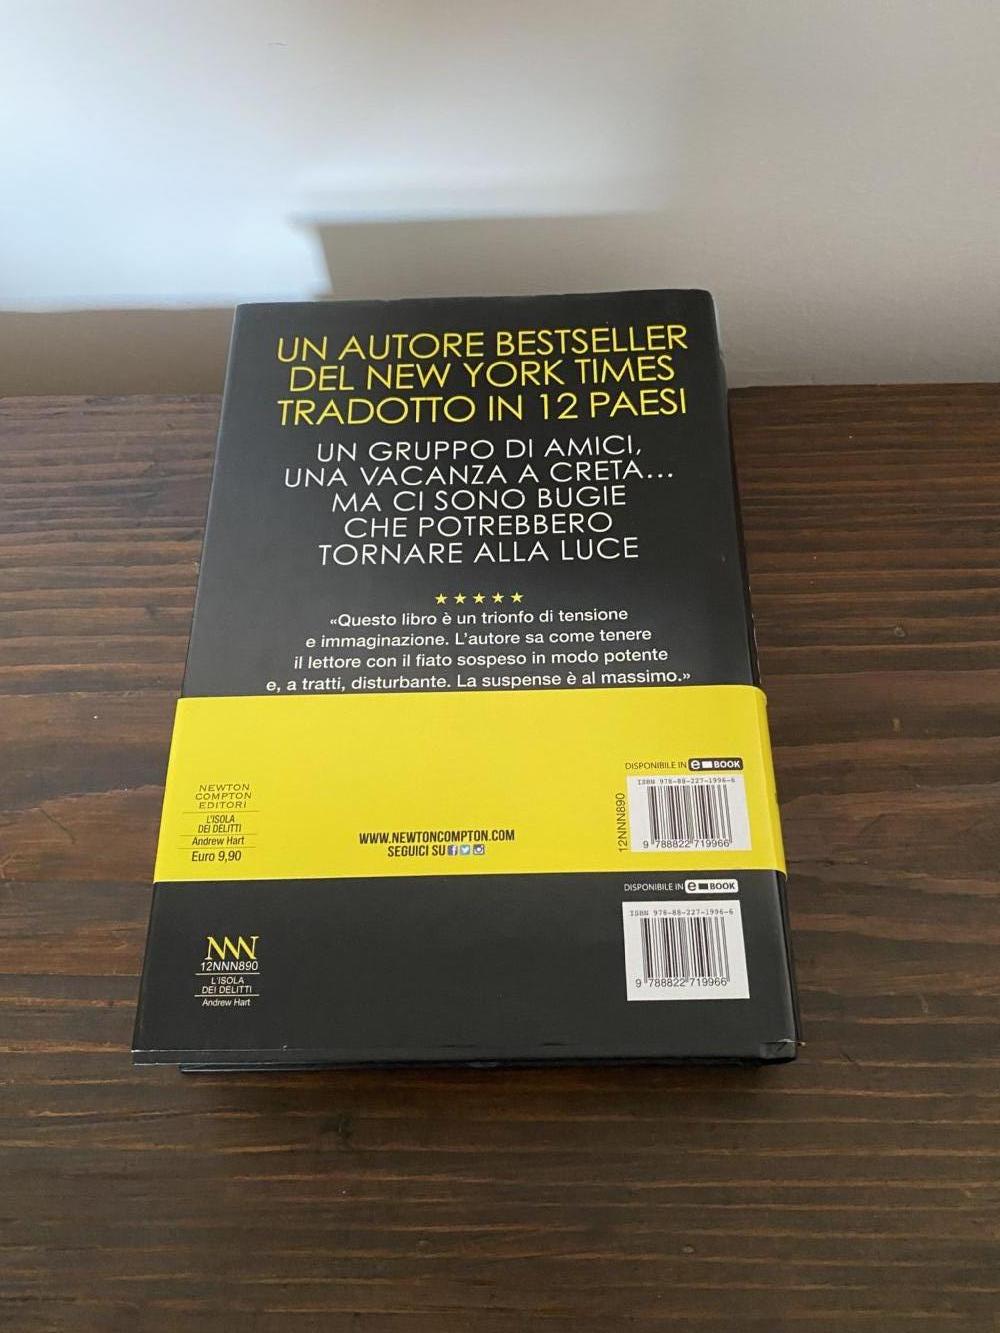 UN AUTORE BESTSELLER
DEL NEW YORK TIMES
TRADOTTO IN 12 PAESI
UN GRUPPO DI AMICI,
UNA VACANZA A CRETA...
MA CI SONO BUGIE
CHE POTREBBERO
TORNARE ALLA LUCE
★★★★★
«Questo libro è un trionfo di tensione
e immaginazione. L'autore sa come tenere
il lettore con il fiato sospeso in modo potente
e, a tratti, disturbante. La suspense è al massimo.»
DISPONIBILE IN e BOOK
ISBN 978-88-227-1996-6
12NNN890
9 788822 719966
NEWTON
COMPTON
EDITORI
L'ISOLA
DEI DELITTI
Andrew Hart
Euro 9,90
WWW.NEWTONCOMPTON.COM
SEGUICI SU
DISPONIBILE IN e BOOK
ISBN 978-88-227-1996-6
9 788822 719966
NNN
12NNN890
L'ISOLA
DEI DELITTI
Andrew Hart